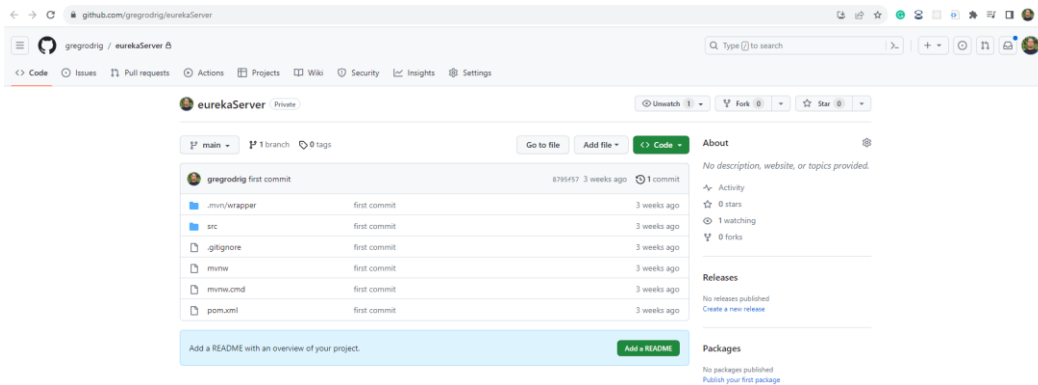 github.com/gregrodrig/eurekaServer
gregrodrig / eurekaServer
Type / to search
Code Issues Pull requests Actions Projects Wiki Security Insights Settings
eurekaServer Private
Unwatch 1 Fork 0 Star 0
main 1 branch 0 tags Go to file Add file <> Code
gregrodrig first commit 8795f57 3 weeks ago 1 commit
.mvn/wrapper first commit 3 weeks ago
src first commit 3 weeks ago
.gitignore first commit 3 weeks ago
mvnw first commit 3 weeks ago
mvnw.cmd first commit 3 weeks ago
pom.xml first commit 3 weeks ago
Add a README with an overview of your project. Add a README
About
No description, website, or topics provided.
Activity
0 stars
1 watching
0 forks
Releases
No releases published
Create a new release
Packages
No packages published
Publish your first package